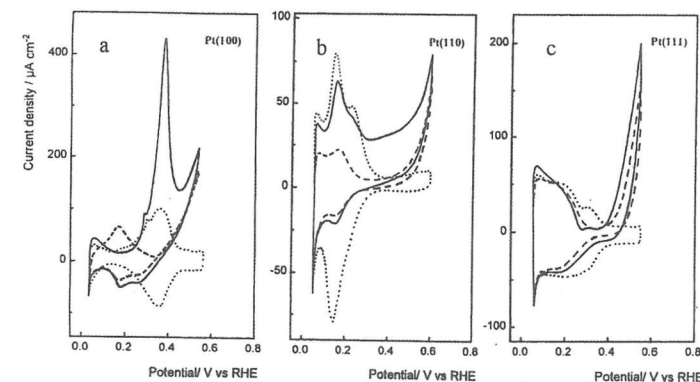 a
Pt(100)
400
200
0
Current density / μA cm⁻²
0.0 0.2 0.4 0.6 0.8
Potential/ V vs RHE
b
Pt(110)
100
50
0
-50
0.0 0.2 0.4 0.6 0.8
Potential/ V vs RHE
c
Pt(111)
200
100
0
-100
0.0 0.2 0.4 0.6 0.8
Potential/ V vs RHE